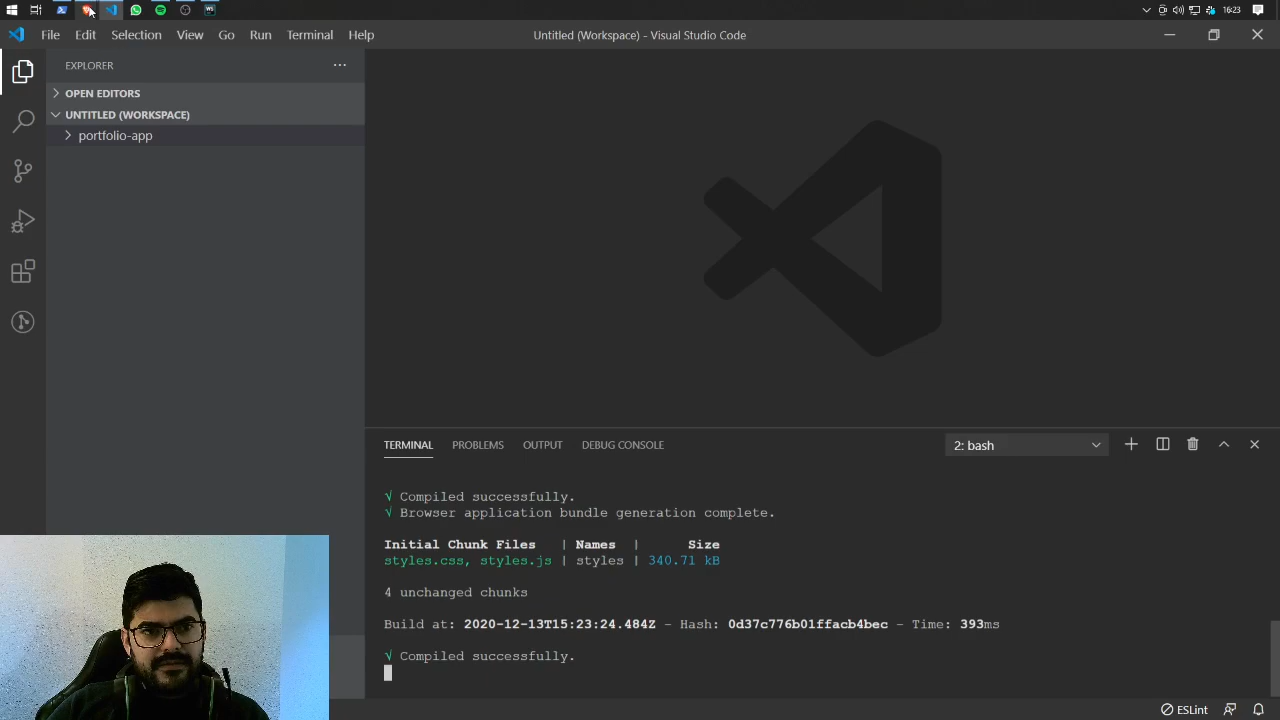 16:23
File Edit Selection View Go Run Terminal Help
Untitled (Workspace) - Visual Studio Code
EXPLORER
OPEN EDITORS
UNTITLED (WORKSPACE)
portfolio-app
TERMINAL PROBLEMS OUTPUT DEBUG CONSOLE
2: bash
√ Compiled successfully.
√ Browser application bundle generation complete.
Initial Chunk Files | Names | Size
styles.css, styles.js | styles | 340.71 kB
4 unchanged chunks
Build at: 2020-12-13T15:23:24.484Z - Hash: 0d37c776b01ffacb4bec - Time: 393ms
√ Compiled successfully.
ESLint